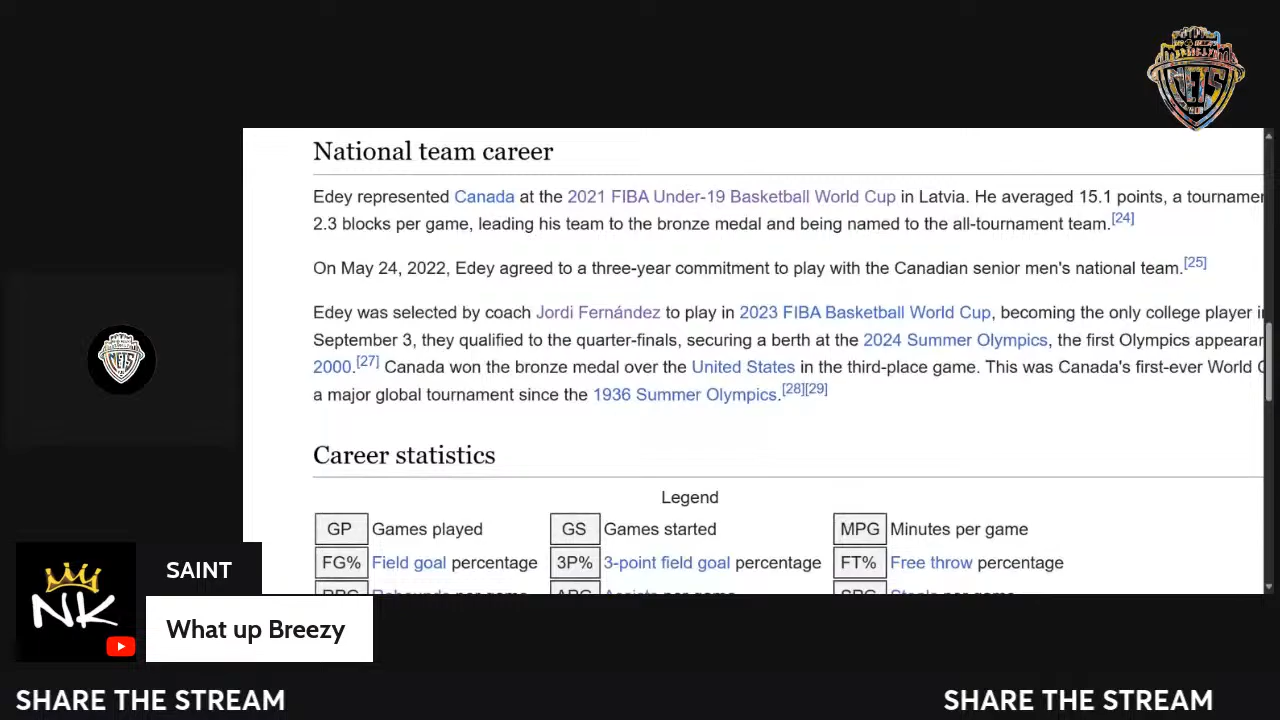 National team career
Edey represented Canada at the 2021 FIBA Under-19 Basketball World Cup in Latvia. He averaged 15.1 points, a
2.3 blocks per game, leading his team to the bronze medal and being named to the all-tournament team.[24]
On May 24, 2022, Edey agreed to a three-year commitment to play with the Canadian senior men's national team.[25]
Edey was selected by coach Jordi Fernández to play in 2023 FIBA Basketball World Cup, becoming the only college player
September 3, they qualified to the quarter-finals, securing a berth at the 2024 Summer Olympics, the first Olympics
2000.[27] Canada won the bronze medal over the United States in the third-place game. This was Canada's first-ever World
a major global tournament since the 1936 Summer Olympics.[28][29]
Career statistics
Legend
GP Games played GS Games started MPG Minutes per game
FG% Field goal percentage 3P% 3-point field goal percentage FT% Free throw percentage
NETS
NK
SAINT
What up Breezy
SHARE THE STREAM
SHARE THE STREAM